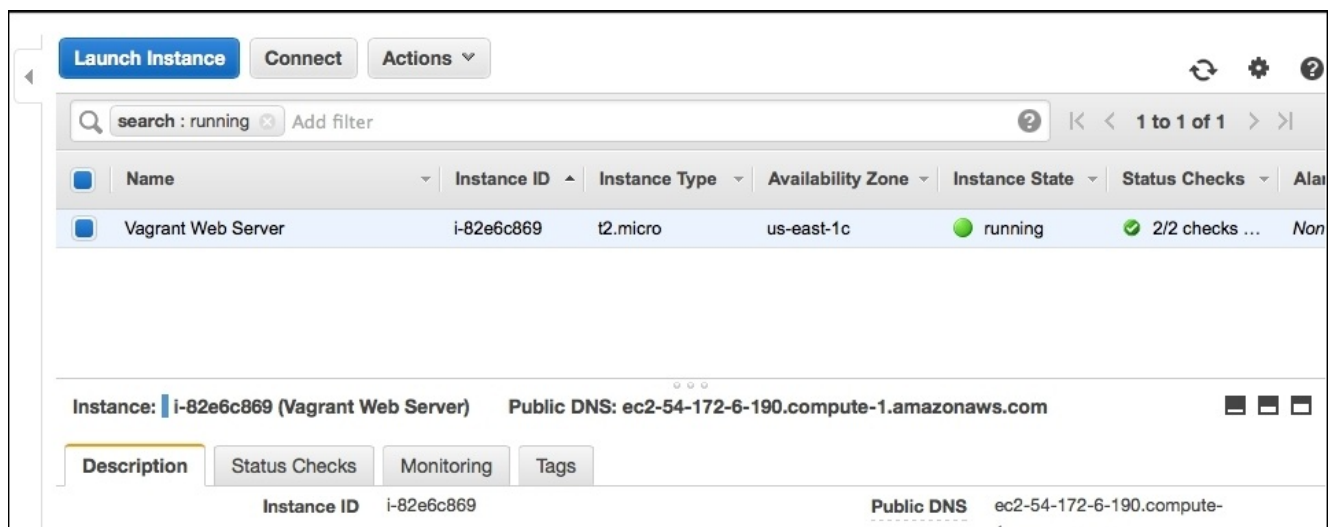 Launch Instance Connect Actions
search : running Add filter 1 to 1 of 1
Name Instance ID Instance Type Availability Zone Instance State Status Checks Alar
Vagrant Web Server i-82e6c869 t2.micro us-east-1c running 2/2 checks ... Non
Instance: i-82e6c869 (Vagrant Web Server) Public DNS: ec2-54-172-6-190.compute-1.amazonaws.com
Description Status Checks Monitoring Tags
Instance ID i-82e6c869 Public DNS ec2-54-172-6-190.compute-